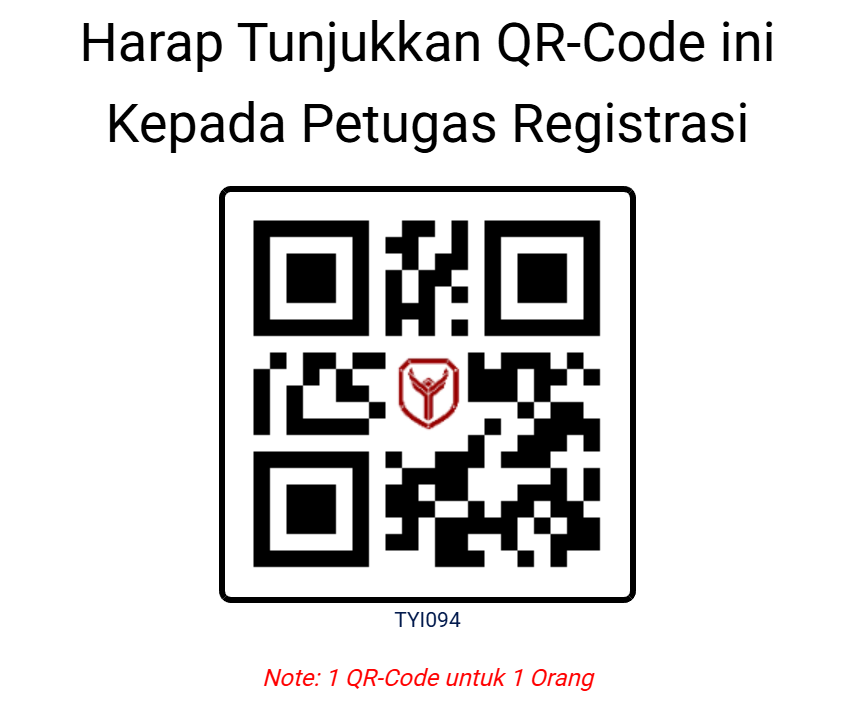 Harap Tunjukkan QR-Code ini
Kepada Petugas Registrasi
TYI094
Note: 1 QR-Code untuk 1 Orang